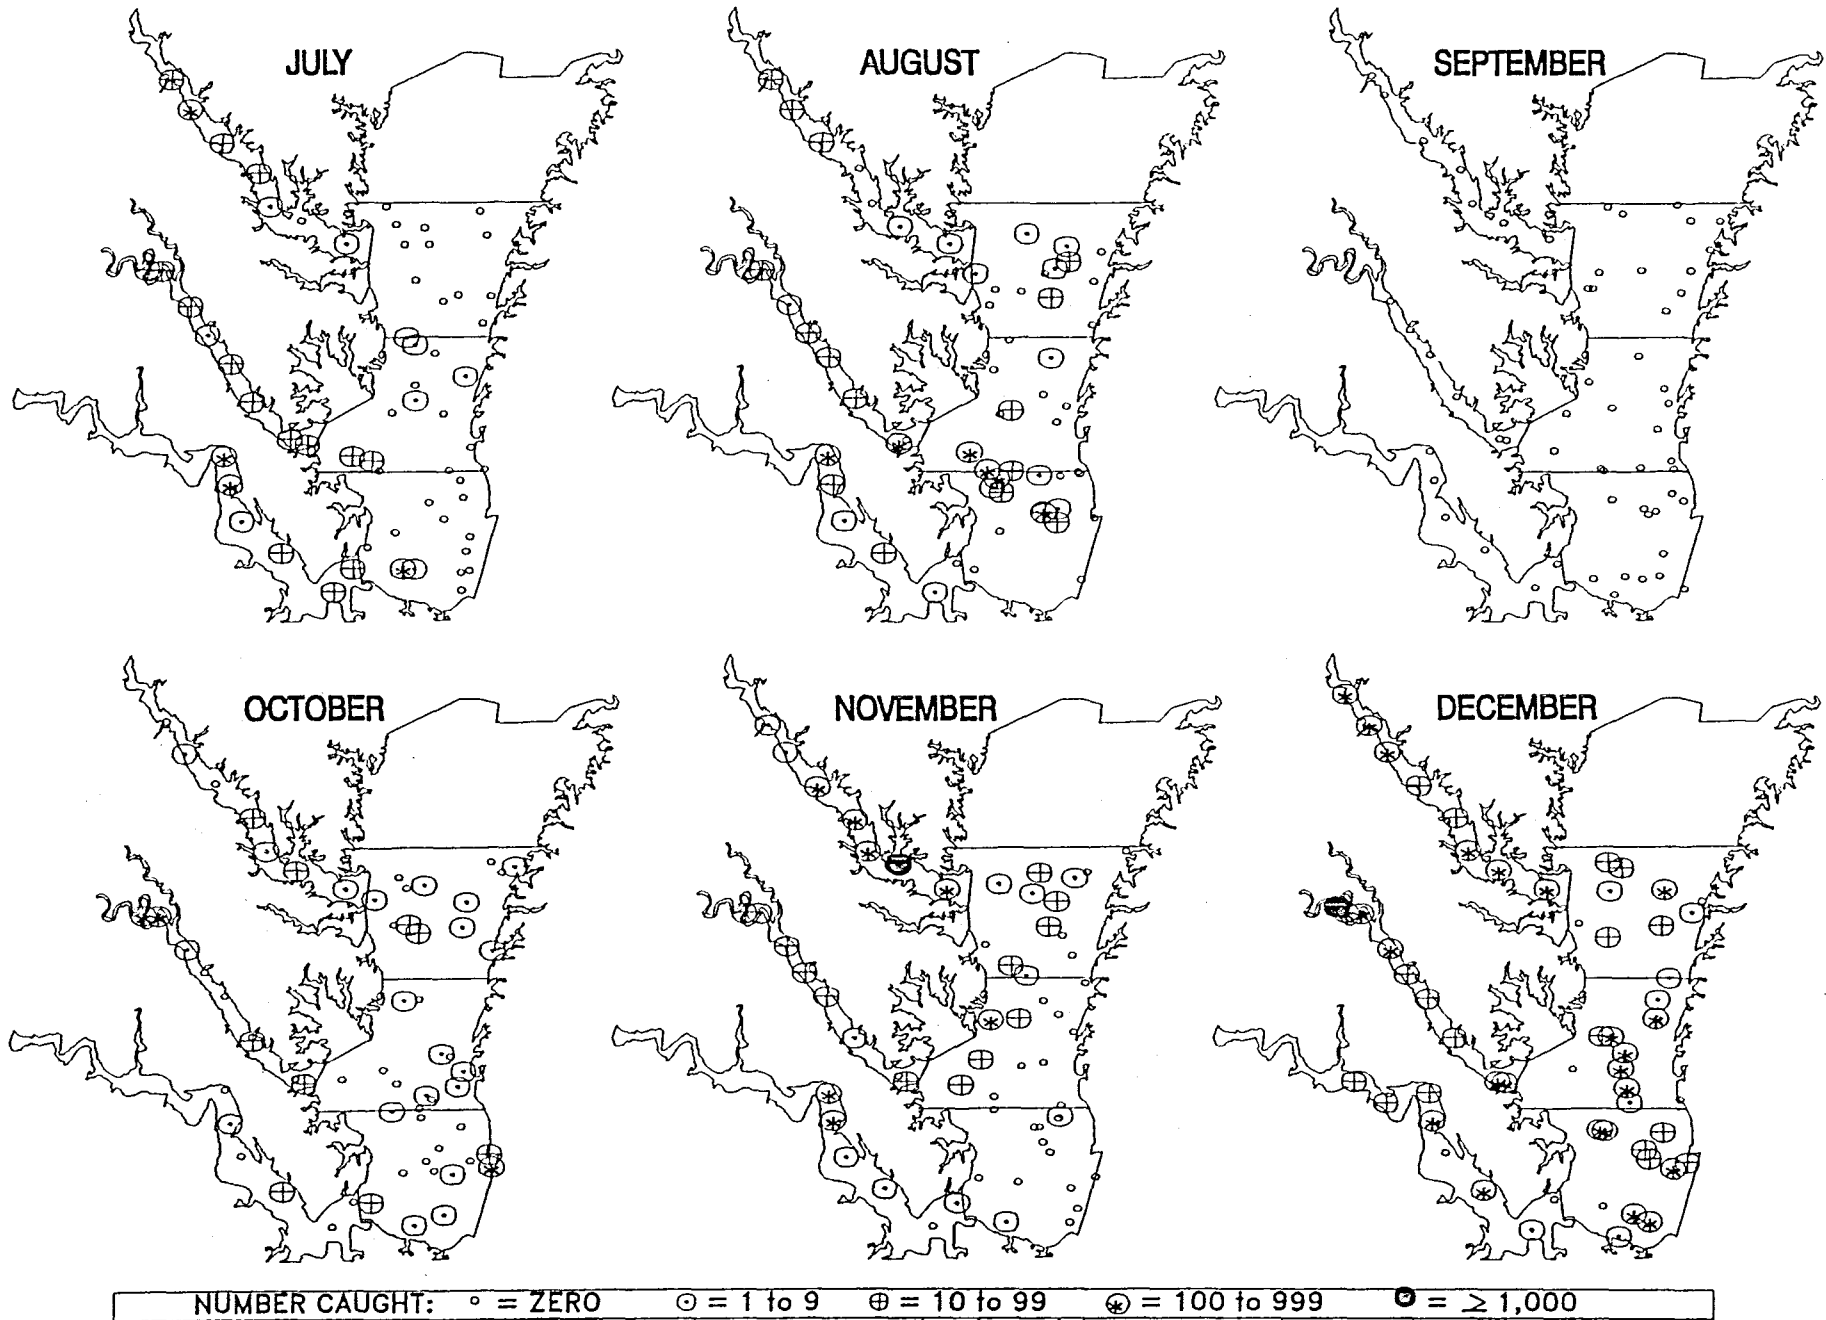 JULY
AUGUST
SEPTEMBER
OCTOBER
NOVEMBER
DECEMBER
NUMBER CAUGHT: = ZERO = 1 to 9 = 10 to 99 = 100 to 999 = ≥ 1,000